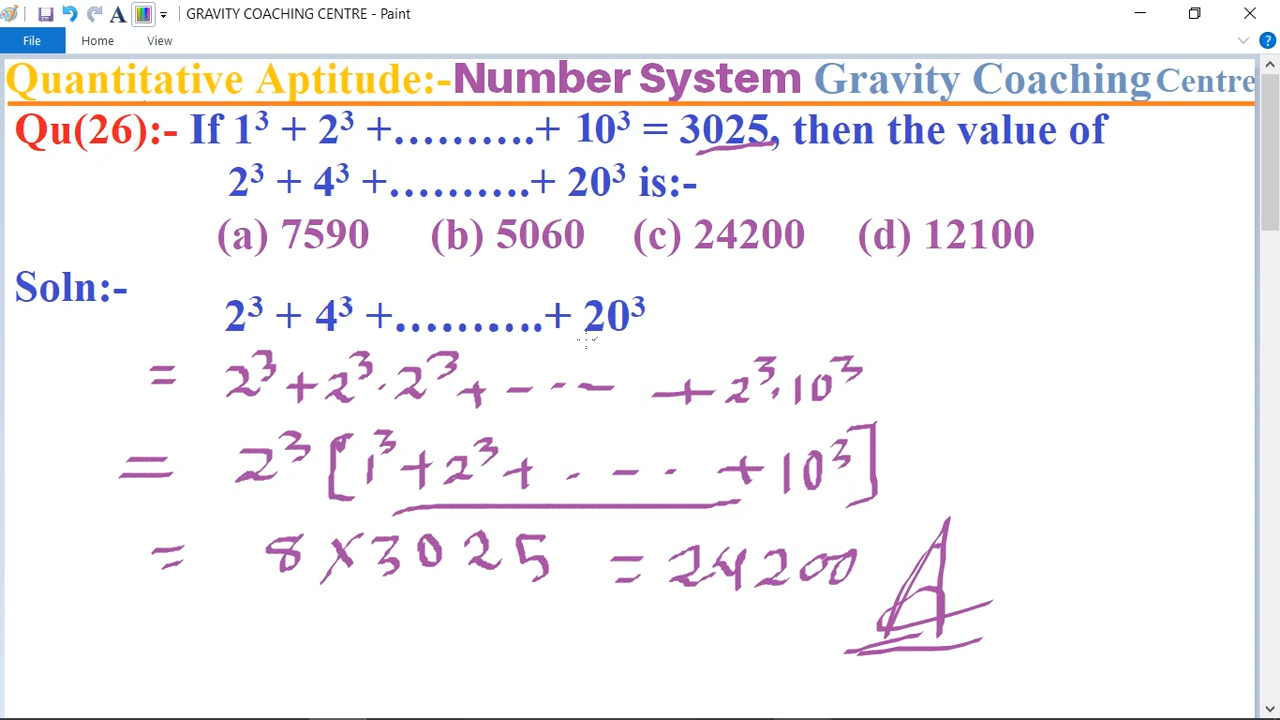 GRAVITY COACHING CENTRE - Paint
File Home View
Quantitative Aptitude:-Number System Gravity Coaching Centre
Qu(26):- If 1³ + 2³ +..........+ 10³ = 3025, then the value of
2³ + 4³ +..........+ 20³ is:-
(a) 7590 (b) 5060 (c) 24200 (d) 12100
Soln:-
2³ + 4³ +..........+ 20³
= 2³ + 2³·2³ + - - - - + 2³·10³
= 2³ [1³ + 2³ + - - - - + 10³]
= 8 × 3025 = 24200 A